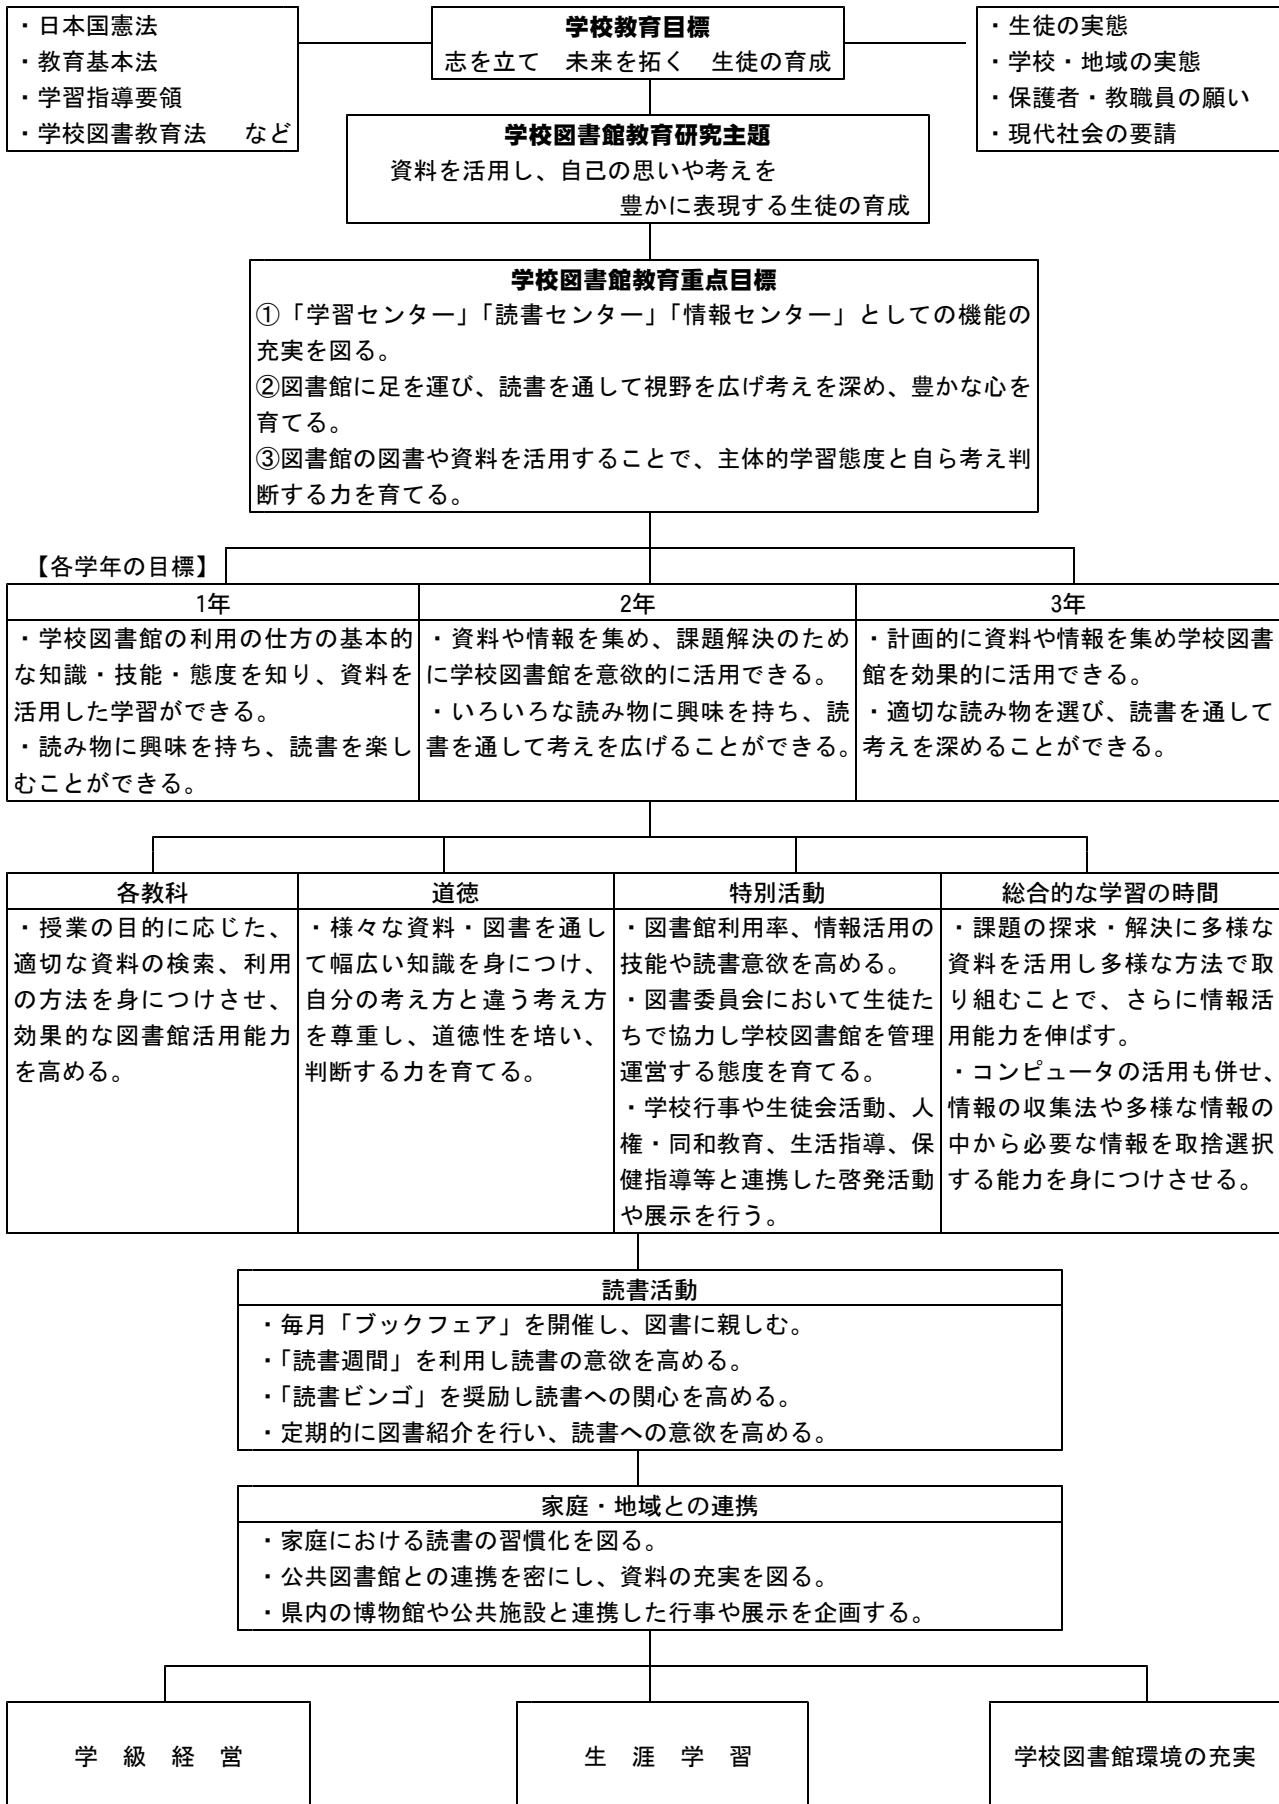 ・日本国憲法
・教育基本法
・学習指導要領
・学校図書教育法　など
学校教育目標
志を立て　未来を拓く　生徒の育成
・生徒の実態
・学校・地域の実態
・保護者・教職員の願い
・現代社会の要請
学校図書館教育研究主題
資料を活用し、自己の思いや考えを
豊かに表現する生徒の育成
学校図書館教育重点目標
①「学習センター」「読書センター」「情報センター」としての機能の
充実を図る。
②図書館に足を運び、読書を通して視野を広げ考えを深め、豊かな心を
育てる。
③図書館の図書や資料を活用することで、主体的学習態度と自ら考え判
断する力を育てる。
【各学年の目標】
1年
・学校図書館の利用の仕方の基本的
な知識・技能・態度を知り、資料を
活用した学習ができる。
・読み物に興味を持ち、読書を楽し
むことができる。
2年
・資料や情報を集め、課題解決のため
に学校図書館を意欲的に活用できる。
・いろいろな読み物に興味を持ち、読
書を通して考えを広げることができる。
3年
・計画的に資料や情報を集め学校図書
館を効果的に活用できる。
・適切な読み物を選び、読書を通して
考えを深めることができる。
各教科
・授業の目的に応じた、
適切な資料の検索、利用
の方法を身につけさせ、
効果的な図書館活用能力
を高める。
道徳
・様々な資料・図書を通し
て幅広い知識を身につけ、
自分の考え方と違う考え方
を尊重し、道徳性を培い、
判断する力を育てる。
特別活動
・図書館利用率、情報活用の
技能や読書意欲を高める。
・図書委員会において生徒た
ちで協力し学校図書館を管理
運営する態度を育てる。
・学校行事や生徒会活動、人
権・同和教育、生活指導、保
健指導等と連携した啓発活動
や展示を行う。
総合的な学習の時間
・課題の探求・解決に多様な
資料を活用し多様な方法で取
り組むことで、さらに情報活
用能力を伸ばす。
・コンピュータの活用も併せ、
情報の収集法や多様な情報の
中から必要な情報を取捨選択
する能力を身につけさせる。
読書活動
・毎月「ブックフェア」を開催し、図書に親しむ。
・「読書週間」を利用し読書の意欲を高める。
・「読書ビンゴ」を奨励し読書への関心を高める。
・定期的に図書紹介を行い、読書への意欲を高める。
家庭・地域との連携
・家庭における読書の習慣化を図る。
・公共図書館との連携を密にし、資料の充実を図る。
・県内の博物館や公共施設と連携した行事や展示を企画する。
学　級　経　営
生　涯　学　習
学校図書館環境の充実